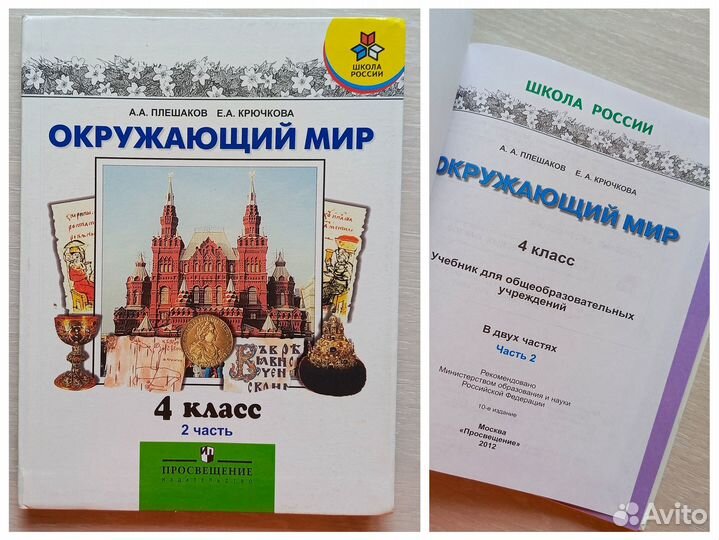 ШКОЛА
РОССИИ
А.А. ПЛЕШАКОВ Е.А. КРЮЧКОВА
ОКРУЖАЮЩИЙ МИР
4 класс
2 часть
ПРОСВЕЩЕНИЕ
ИЗДАТЕЛЬСТВО
ШКОЛА РОССИИ
А. А. ПЛЕШАКОВ Е. А. КРЮЧКОВА
ОКРУЖАЮЩИЙ МИР
4 класс
Учебник для общеобразовательных
учреждений
В двух частях
Часть 2
Рекомендовано
Министерством образования и науки
Российской Федерации
10-е издание
Москва
«Просвещение»
2012
Avito